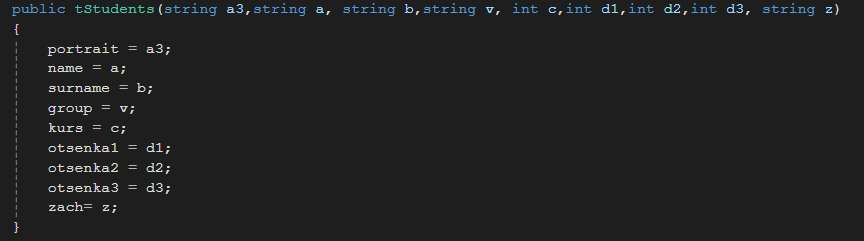 public tStudents(string a3,string a, string b,string v, int c,int d1,int d2,int d3, string z)
{
portrait = a3;
name = a;
surname = b;
group = v;
kurs = c;
otsenka1 = d1;
otsenka2 = d2;
otsenka3 = d3;
zach= z;
}